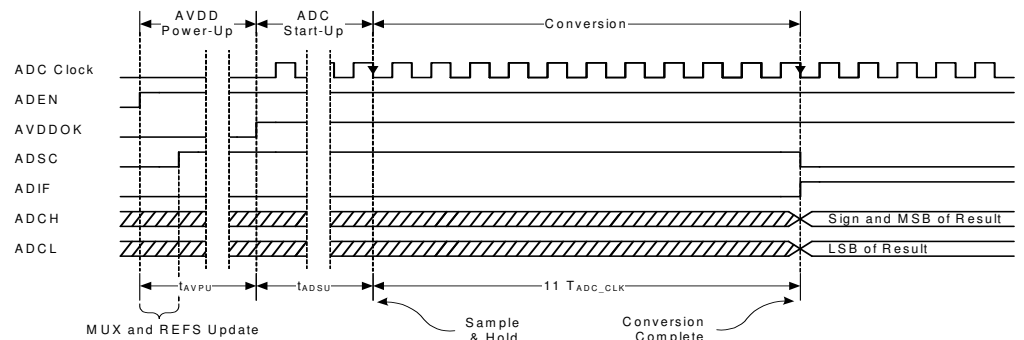 AVDD
Power-Up
ADC
Start-Up
Conversion
ADC Clock
ADEN
AVDDOK
ADSC
ADIF
ADCH
Sign and MSB of Result
ADCL
LSB of Result
tAVPU
tADSU
11 TADC_CLK
MUX and REFS Update
Sample
& Hold
Conversion
Complete